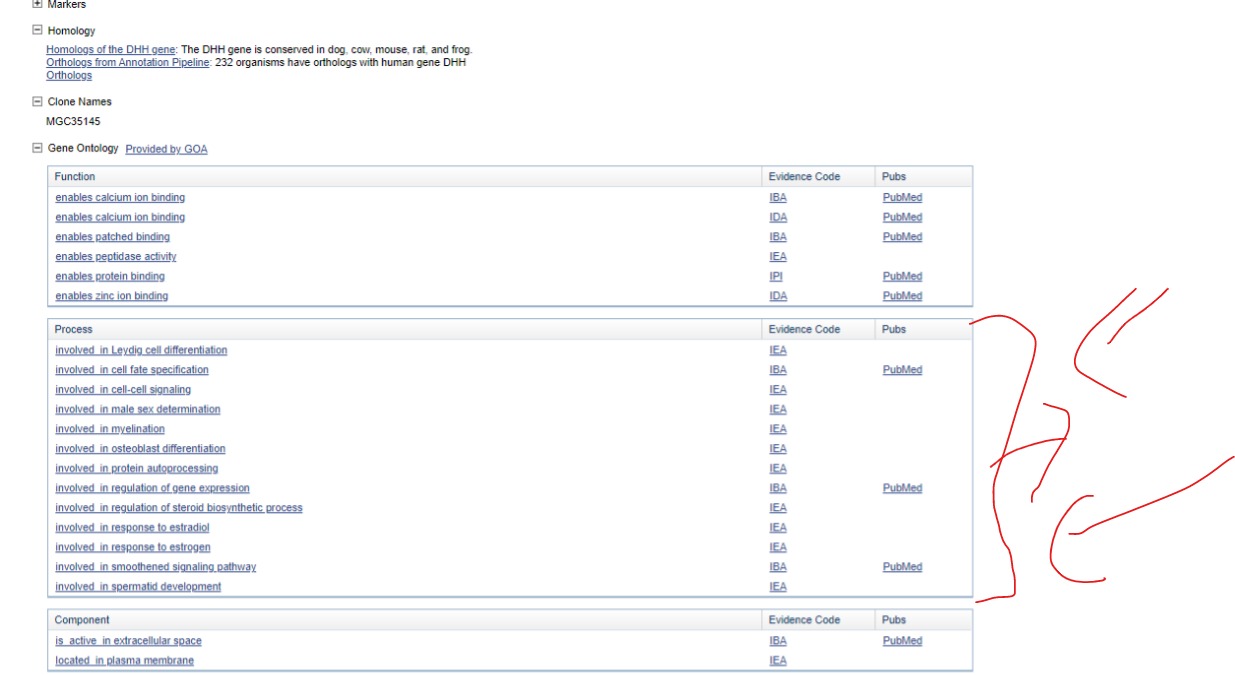 Markers
Homology
Homologs of the DHH gene: The DHH gene is conserved in dog, cow, mouse, rat, and frog.
Orthologs from Annotation Pipeline: 232 organisms have orthologs with human gene DHH
Orthologs
Clone Names
MGC35145
Gene Ontology Provided by GOA
Function Evidence Code Pubs
enables calcium ion binding IBA PubMed
enables calcium ion binding IDA PubMed
enables patched binding IBA PubMed
enables peptidase activity IEA
enables protein binding IPI PubMed
enables zinc ion binding IDA PubMed
Process Evidence Code Pubs
involved_in Leydig cell differentiation IEA
involved_in cell fate specification IBA PubMed
involved_in cell-cell signaling IEA
involved_in male sex determination IEA
involved_in myelination IEA
involved_in osteoblast differentiation IEA
involved_in protein autoprocessing IEA
involved_in regulation of gene expression IBA PubMed
involved_in regulation of steroid biosynthetic process IEA
involved_in response to estradiol IEA
involved_in response to estrogen IEA
involved_in smoothened signaling pathway IBA PubMed
involved_in spermatid development IEA
Component Evidence Code Pubs
is_active_in extracellular space IBA PubMed
located_in plasma membrane IEA